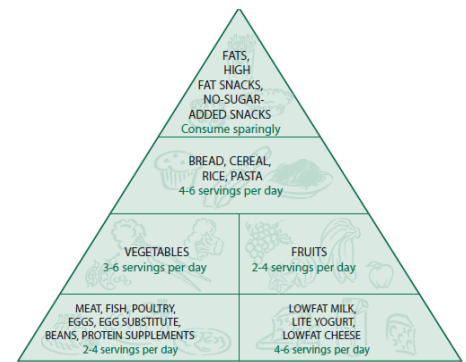 FATS,
HIGH
FAT SNACKS,
NO-SUGAR-
ADDED SNACKS
Consume sparingly
BREAD, CEREAL,
RICE, PASTA
4-6 servings per day
VEGETABLES
3-6 servings per day
FRUITS
2-4 servings per day
MEAT, FISH, POULTRY,
EGGS, EGG SUBSTITUTE,
BEANS, PROTEIN SUPPLEMENTS
2-4 servings per day
LOWFAT MILK,
LITE YOGURT,
LOWFAT CHEESE
4-6 servings per day